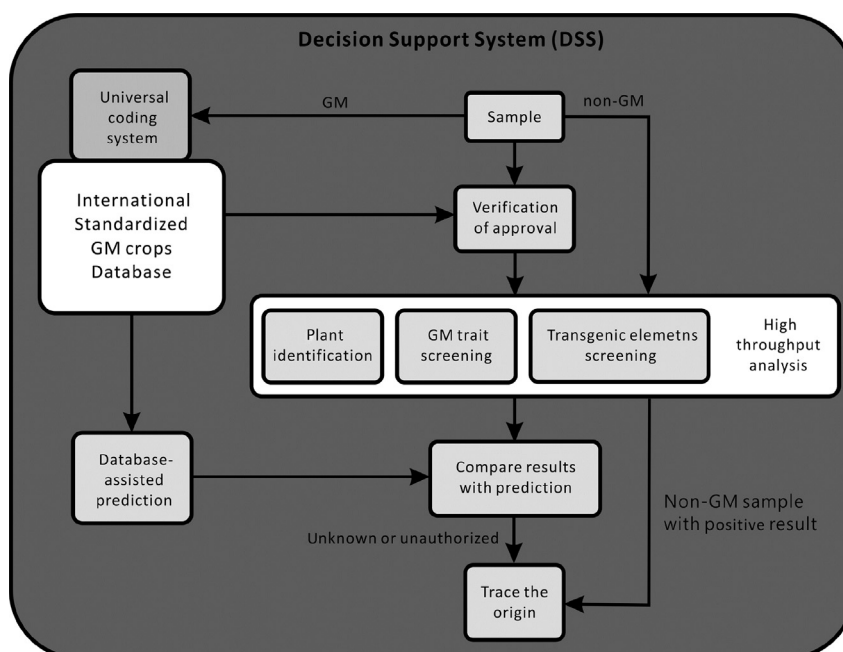 Decision Support System (DSS)
Universal
coding
system
GM
Sample
non-GM
International
Standardized
GM crops
Database
Verification
of approval
Plant
identification
GM trait
screening
Transgenic elemetns
screening
High
throughput
analysis
Database-
assisted
prediction
Compare results
with prediction
Non-GM sample
with positive result
Unknown or unauthorized
Trace the
origin